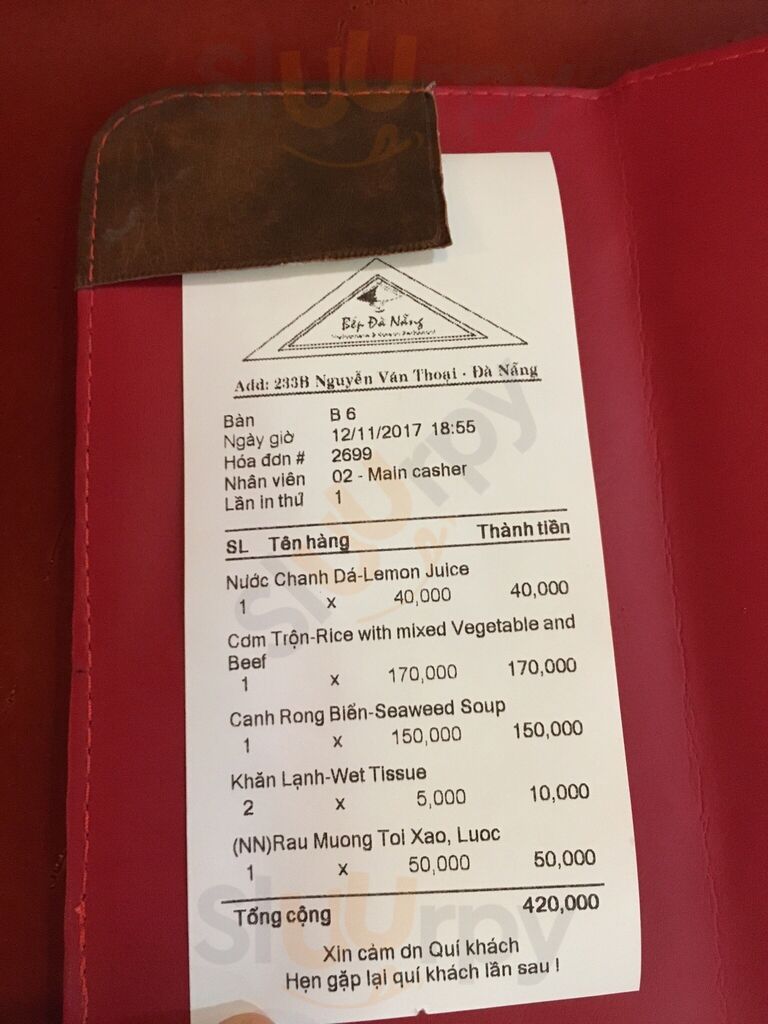 Bếp Đà Nẵng
Add: 233B Nguyễn Văn Thoại - Đà Nẵng
Bàn B 6
Ngày giờ 12/11/2017 18:55
Hóa đơn # 2699
Nhân viên 02 - Main casher
Lần in thứ 1
SL Tên hàng Thành tiền
Nước Chanh Dá-Lemon Juice
1 x 40,000 40,000
Cơm Trộn-Rice with mixed Vegetable and
Beef
1 x 170,000 170,000
Canh Rong Biển-Seaweed Soup
1 x 150,000 150,000
Khăn Lạnh-Wet Tissue
2 x 5,000 10,000
(NN)Rau Muong Toi Xao, Luoc
1 x 50,000 50,000
Tổng cộng 420,000
Xin cảm ơn Quí khách
Hẹn gặp lại quí khách lần sau !
Sluurpy
Sluurpy
Sluurpy